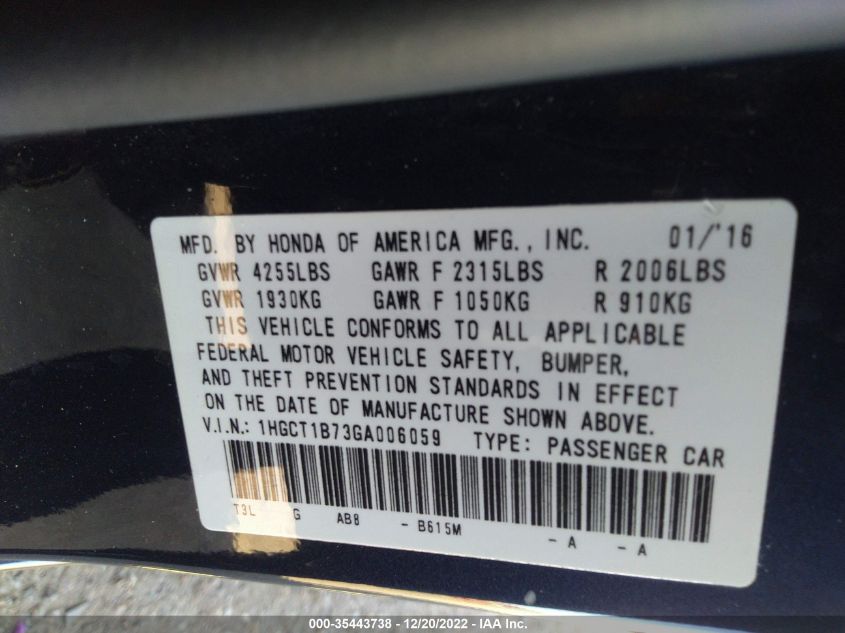 MFD. BY HONDA OF AMERICA MFG., INC. 01/'16
GVWR 4255LBS GAWR F 2315LBS R 2006LBS
GVWR 1930KG GAWR F 1050KG R 910KG
THIS VEHICLE CONFORMS TO ALL APPLICABLE
FEDERAL MOTOR VEHICLE SAFETY, BUMPER,
AND THEFT PREVENTION STANDARDS IN EFFECT
ON THE DATE OF MANUFACTURE SHOWN ABOVE.
V.I.N.: 1HGCT1B73GA006059 TYPE: PASSENGER CAR
T3L G AB8 - B615M - A - A
000-35443738 - 12/20/2022 - IAA Inc.